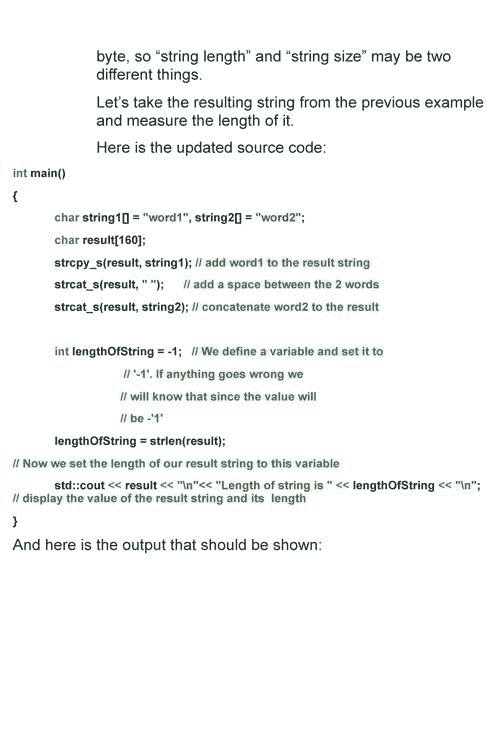 byte, so “string length” and “string size” may be two
different things.
Let’s take the resulting string from the previous example
and measure the length of it.
Here is the updated source code:
int main()
{
char string1[] = "word1", string2[] = "word2";
char result[160];
strcpy_s(result, string1); // add word1 to the result string
strcat_s(result, " "); // add a space between the 2 words
strcat_s(result, string2); // concatenate word2 to the result
int lengthOfString = -1; // We define a variable and set it to
// '-1'. If anything goes wrong we
// will know that since the value will
// be -'1'
lengthOfString = strlen(result);
// Now we set the length of our result string to this variable
std::cout << result << "\n"<< "Length of string is " << lengthOfString << "\n";
// display the value of the result string and its length
}
And here is the output that should be shown: